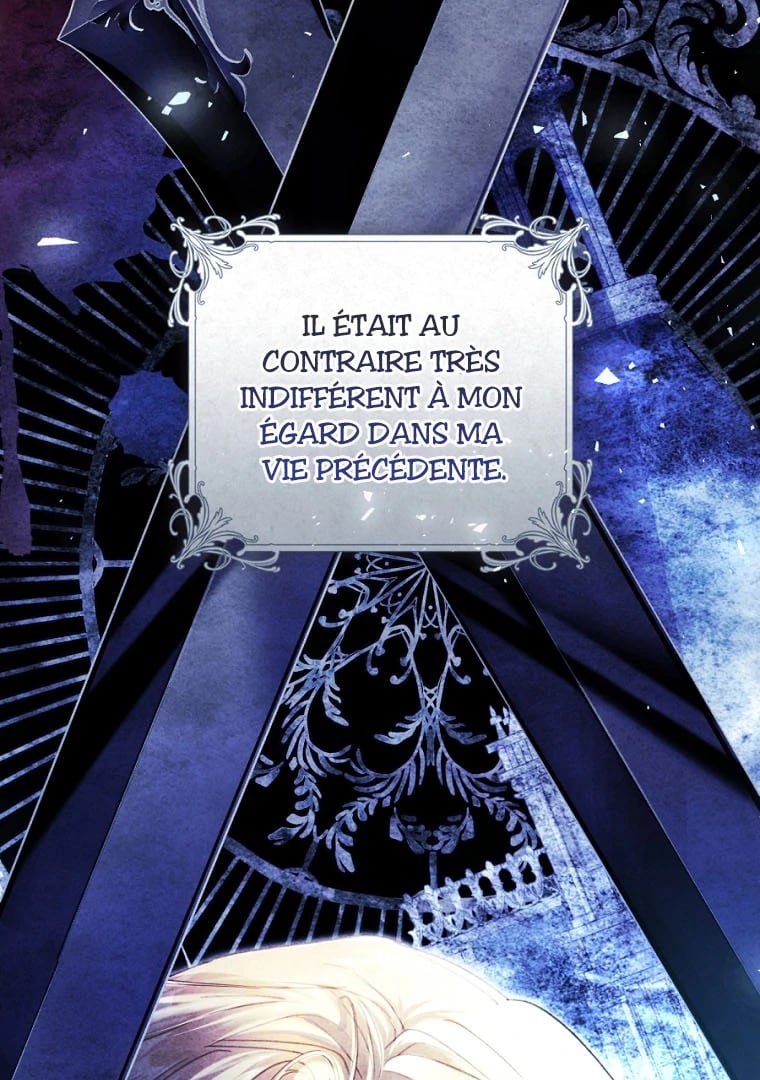 IL ÉTAIT AU
CONTRAIRE TRÈS
INDIFFÉRENT À MON
ÉGARD DANS MA
VIE PRÉCÉDENTE.